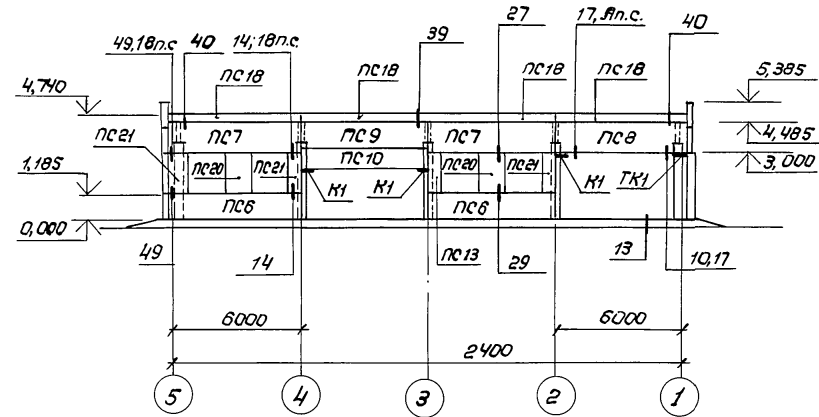 49,18п.с 40 14;18п.с. 39 27 17, Яп.с. 40
4,740 ПС18 ПС18 ПС18 ПС18 5,385
ПС21 ПС7 ПС9 ПС7 ПС8 4,485
1,185 ПС20 ПС21 ПС10 ПС20 ПС21 3,000
К1 К1 К1 ТК1
0,000 ПС6 ПС6
49 14 ПС13 29 13 10,17
6000 6000
2400
5 4 3 2 1